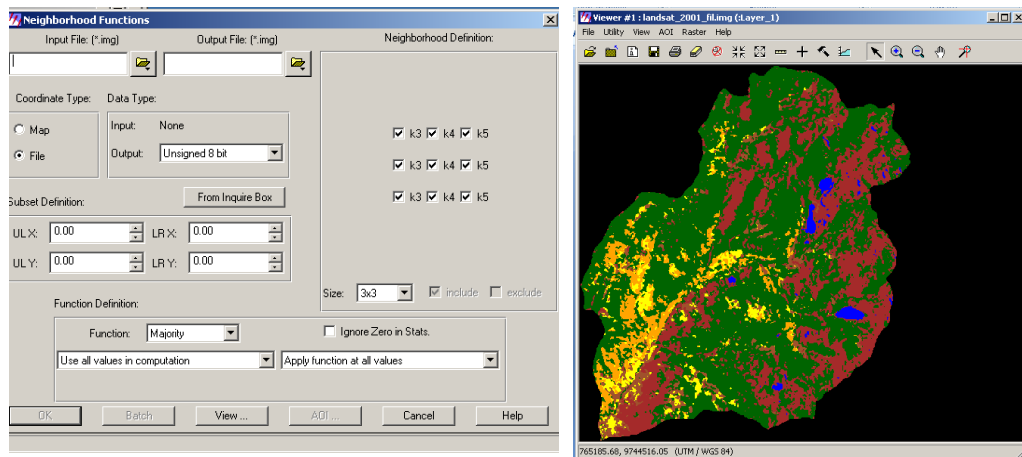 Neighborhood Functions
Input File: (*.img)
Output File: (*.img)
Neighborhood Definition:
Coordinate Type:
Data Type:
Map
File
Input: None
Output: Unsigned 8 bit
k3 k4 k5
k3 k4 k5
k3 k4 k5
From Inquire Box
Subset Definition:
UL X: 0.00 LR X: 0.00
UL Y: 0.00 LR Y: 0.00
Size: 3x3 include exclude
Function Definition:
Function: Majority
Ignore Zero in Stats.
Use all values in computation
Apply function at all values
OK Batch View ... AOI ... Cancel Help
Viewer #1 : landsat_2001_fil.img (:Layer_1)
File Utility View AOI Raster Help
765185.68, 9744516.05 (UTM / WGS 84)